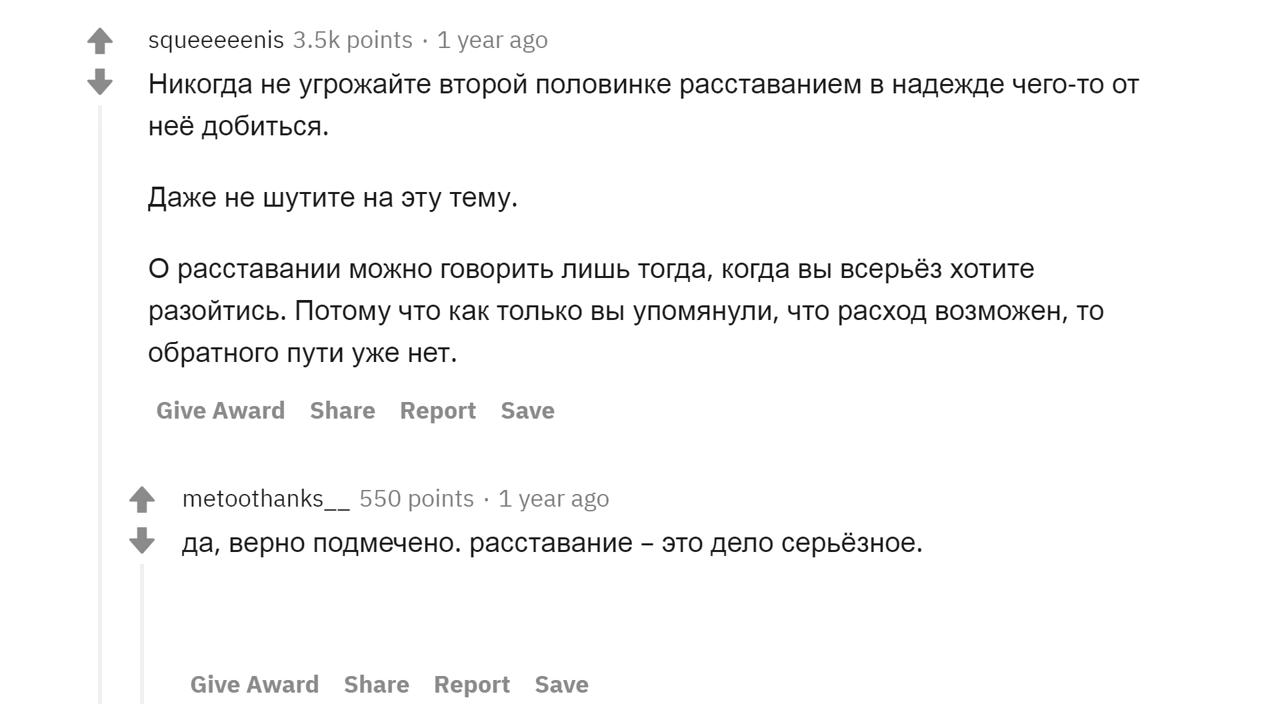 squeeeeenis 3.5k points · 1 year ago
Никогда не угрожайте второй половинке расставанием в надежде чего-то от
неё добиться.
Даже не шутите на эту тему.
О расставании можно говорить лишь тогда, когда вы всерьёз хотите
разойтись. Потому что как только вы упомянули, что расход возможен, то
обратного пути уже нет.
Give Award Share Report Save
metoothanks__ 550 points · 1 year ago
да, верно подмечено. расставание – это дело серьёзное.
Give Award Share Report Save